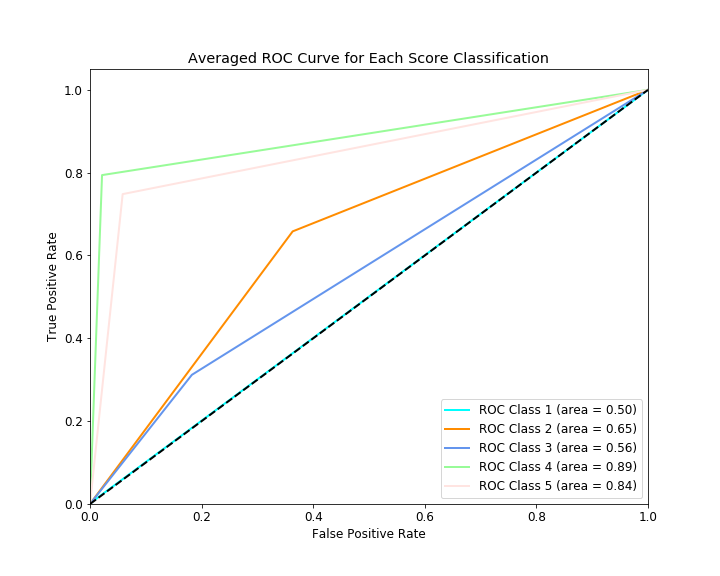 Averaged ROC Curve for Each Score Classification
1.0
0.8
0.6
0.4
0.2
0.0
True Positive Rate
ROC Class 1 (area = 0.50)
ROC Class 2 (area = 0.65)
ROC Class 3 (area = 0.56)
ROC Class 4 (area = 0.89)
ROC Class 5 (area = 0.84)
0.0 0.2 0.4 0.6 0.8 1.0
False Positive Rate